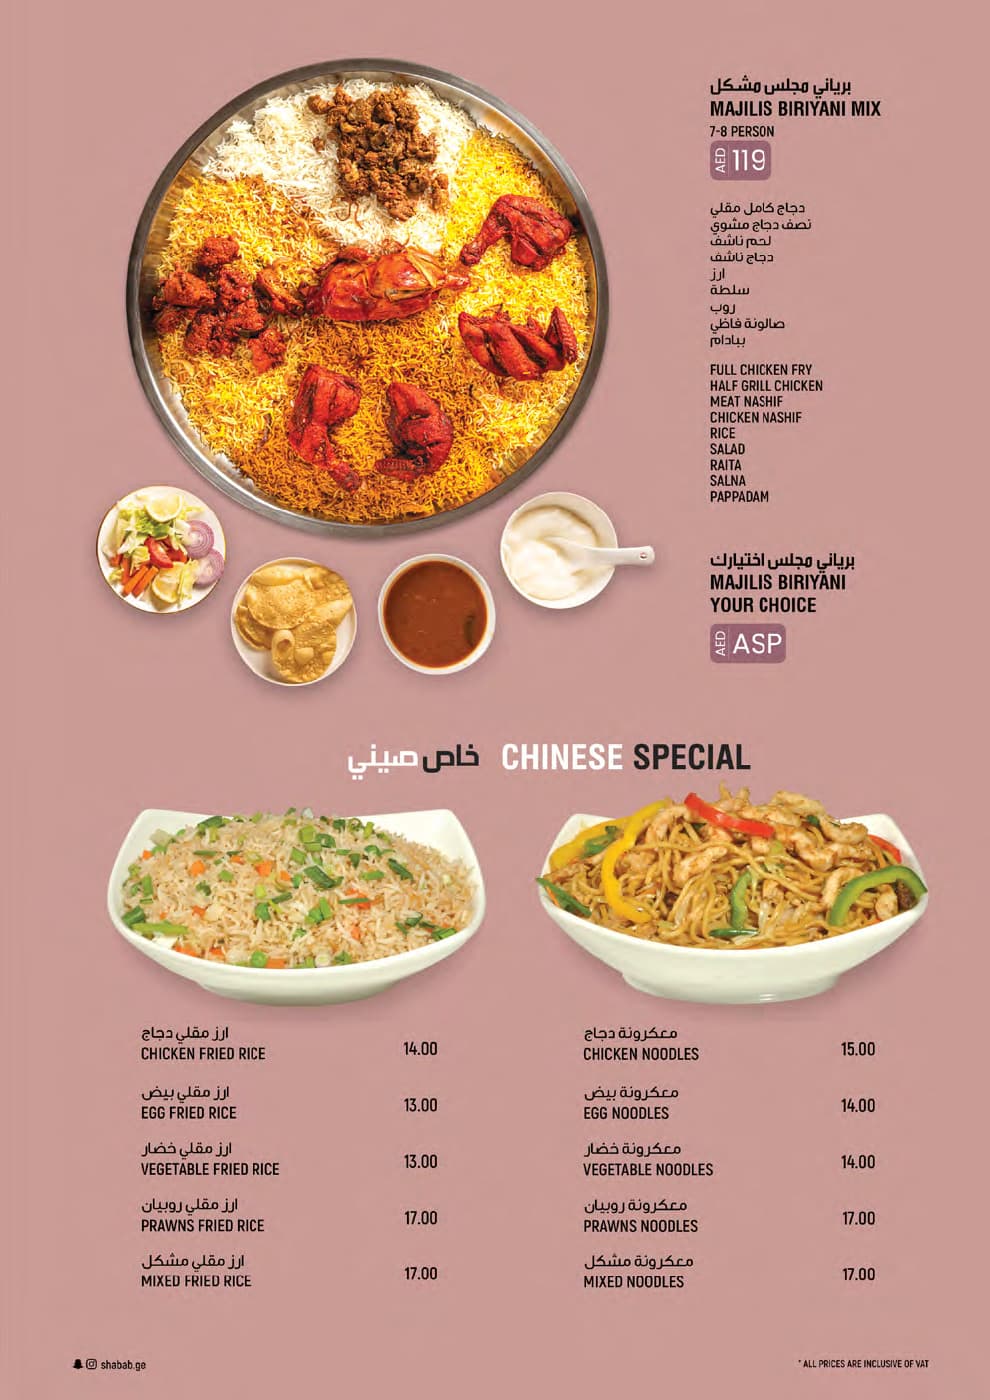 برياني مجلس مشكل
MAJILIS BIRIYANI MIX
7-8 PERSON
AED 119
دجاج كامل مقلي
نصف دجاج مشوي
لحم ناشف
دجاج ناشف
ارز
سلطة
روب
صالونة فاظي
ببادام
FULL CHICKEN FRY
HALF GRILL CHICKEN
MEAT NASHIF
CHICKEN NASHIF
RICE
SALAD
RAITA
SALNA
PAPPADAM
برياني مجلس اختيارك
MAJILIS BIRIYANI
YOUR CHOICE
AED ASP
خاص صيني CHINESE SPECIAL
ارز مقلي دجاج
CHICKEN FRIED RICE 14.00
ارز مقلي بيض
EGG FRIED RICE 13.00
ارز مقلي خضار
VEGETABLE FRIED RICE 13.00
ارز مقلي روبيان
PRAWNS FRIED RICE 17.00
ارز مقلي مشكل
MIXED FRIED RICE 17.00
معكرونة دجاج
CHICKEN NOODLES 15.00
معكرونة بيض
EGG NOODLES 14.00
معكرونة خضار
VEGETABLE NOODLES 14.00
معكرونة روبيان
PRAWNS NOODLES 17.00
معكرونة مشكل
MIXED NOODLES 17.00
shabab.ge
* ALL PRICES ARE INCLUSIVE OF VAT